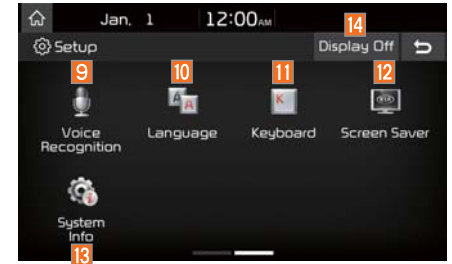 Jan. 1 12:00AM
14
Setup Display Off
9 10 11 12
A A K KIA
Voice Recognition Language Keyboard Screen Saver
i
System
Info
13